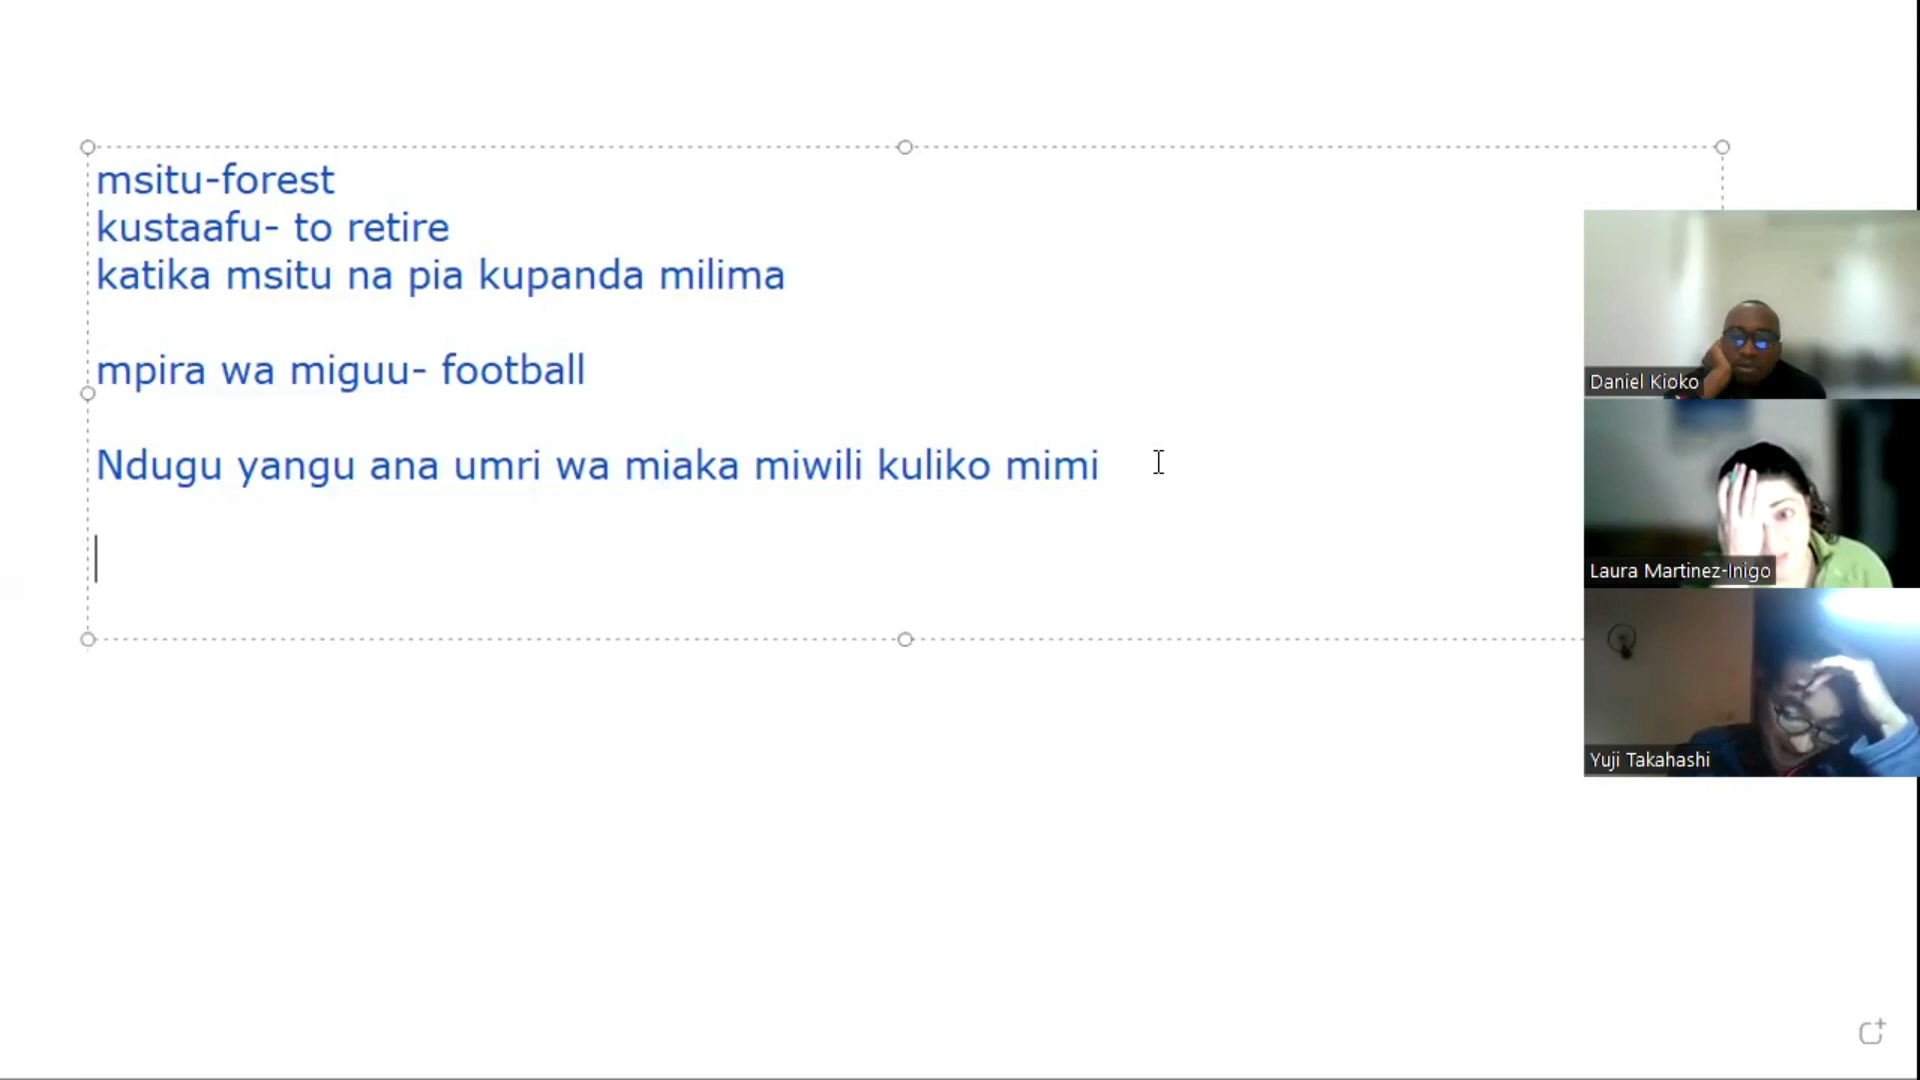 msitu-forest
kustaafu- to retire
katika msitu na pia kupanda milima
mpira wa miguu- football
Ndugu yangu ana umri wa miaka miwili kuliko mimi
Daniel Kioko
Laura Martinez-Inigo
Yuji Takahashi